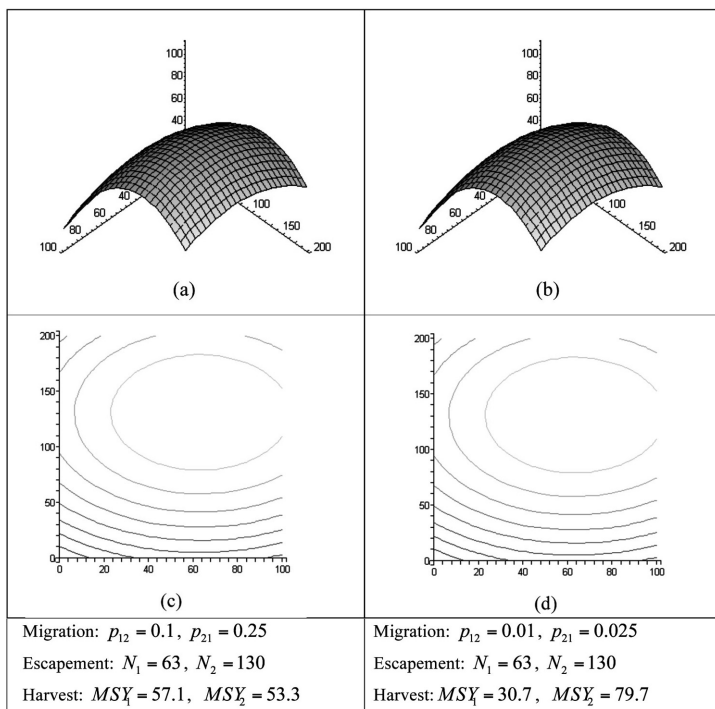 100
80
60
40
40
60
80
100
100
150
200
(a)
100
80
60
40
40
60
80
100
100
150
200
(b)
200
150
100
50
0
0 20 40 60 80 100
(c)
200
150
100
50
0
0 20 40 60 80 100
(d)
Migration: p₁₂ = 0.1, p₂₁ = 0.25
Escapement: N₁ = 63, N₂ = 130
Harvest: MSY₁ = 57.1, MSY₂ = 53.3
Migration: p₁₂ = 0.01, p₂₁ = 0.025
Escapement: N₁ = 63, N₂ = 130
Harvest: MSY₁ = 30.7, MSY₂ = 79.7